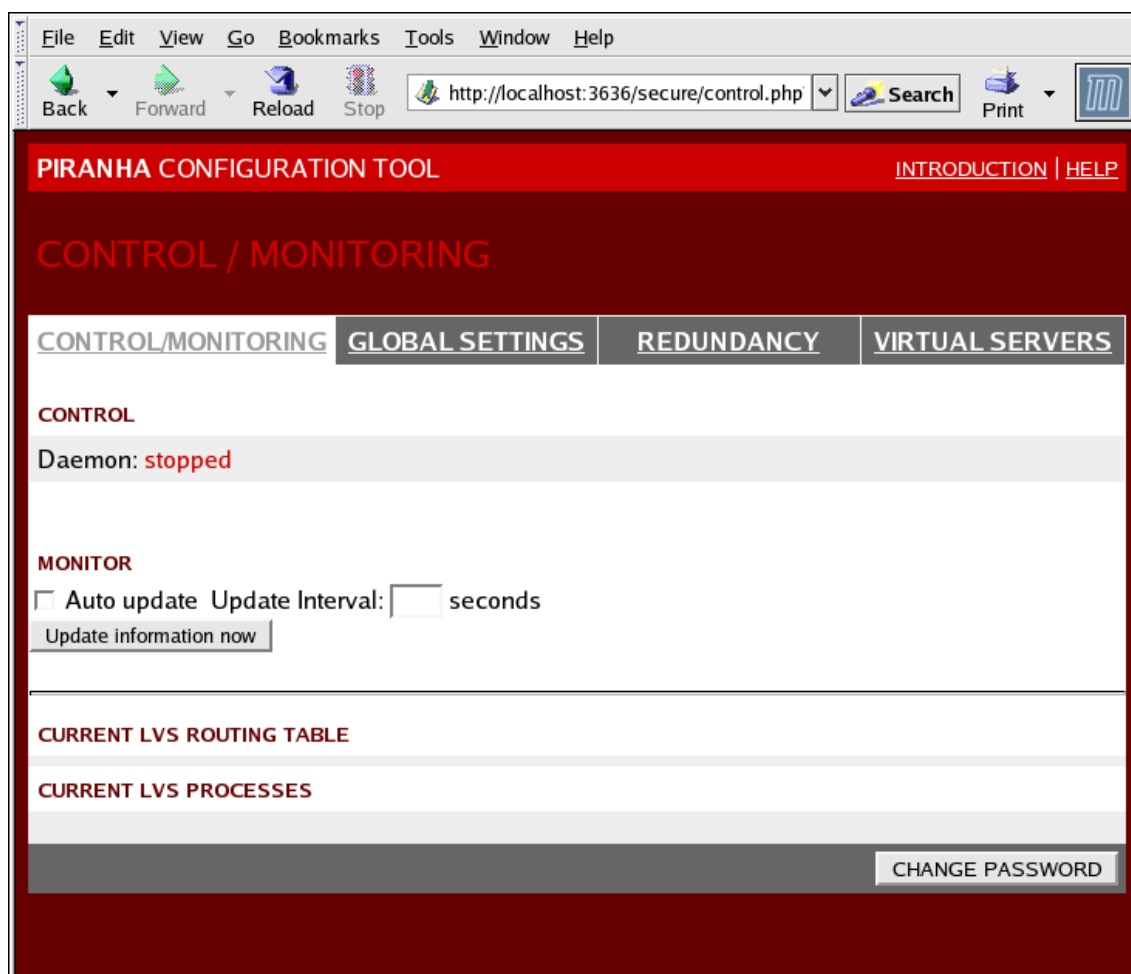 File Edit View Go Bookmarks Tools Window Help
Back Forward Reload Stop http://localhost:3636/secure/control.php Search Print
PIRANHA CONFIGURATION TOOL INTRODUCTION | HELP
CONTROL / MONITORING
CONTROL/MONITORING GLOBAL SETTINGS REDUNDANCY VIRTUAL SERVERS
CONTROL
Daemon: stopped
MONITOR
Auto update Update Interval: seconds
Update information now
CURRENT LVS ROUTING TABLE
CURRENT LVS PROCESSES
CHANGE PASSWORD